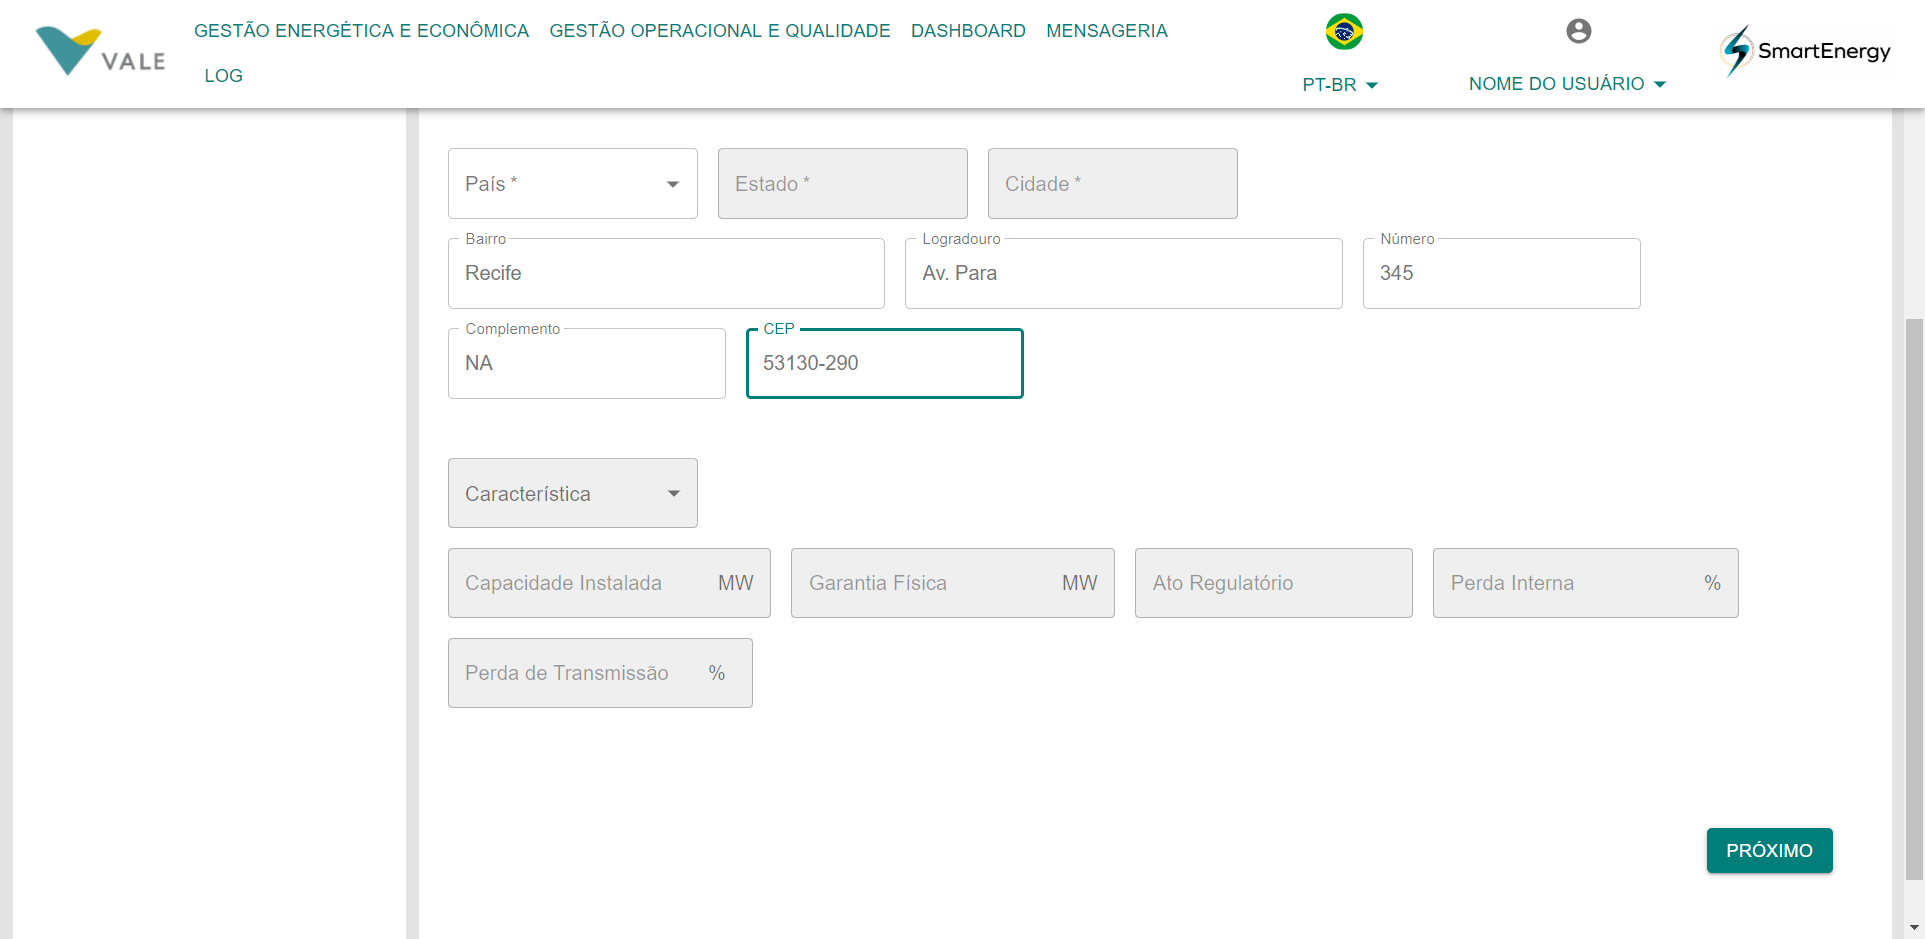 VALE
GESTÃO ENERGÉTICA E ECONÔMICA GESTÃO OPERACIONAL E QUALIDADE DASHBOARD MENSAGERIA
LOG
PT-BR
NOME DO USUÁRIO
SmartEnergy
País * Estado * Cidade *
Bairro Logradouro Número
Recife Av. Para 345
Complemento CEP
NA 53130-290
Característica
Capacidade Instalada MW Garantia Física MW Ato Regulatório Perda Interna %
Perda de Transmissão %
PRÓXIMO